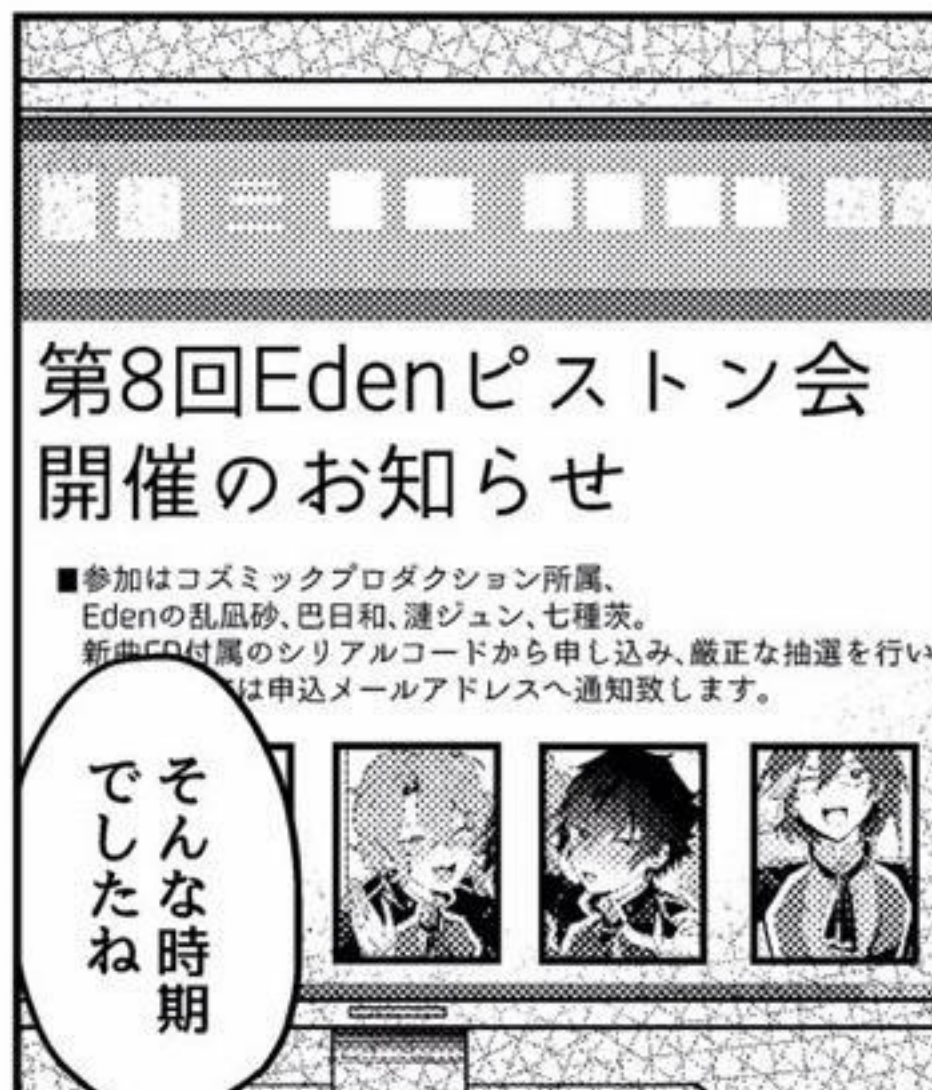 第8回Edenピストン会
開催のお知らせ
■参加はコズミックプロダクション所属、
Edenの乱凪砂、巴日和、漣ジュン、七種茨。
新曲CD付属のシリアルコードから申し込み、厳正な抽選を行い
は申込メールアドレスへ通知致します。
そんな時期
でしたね